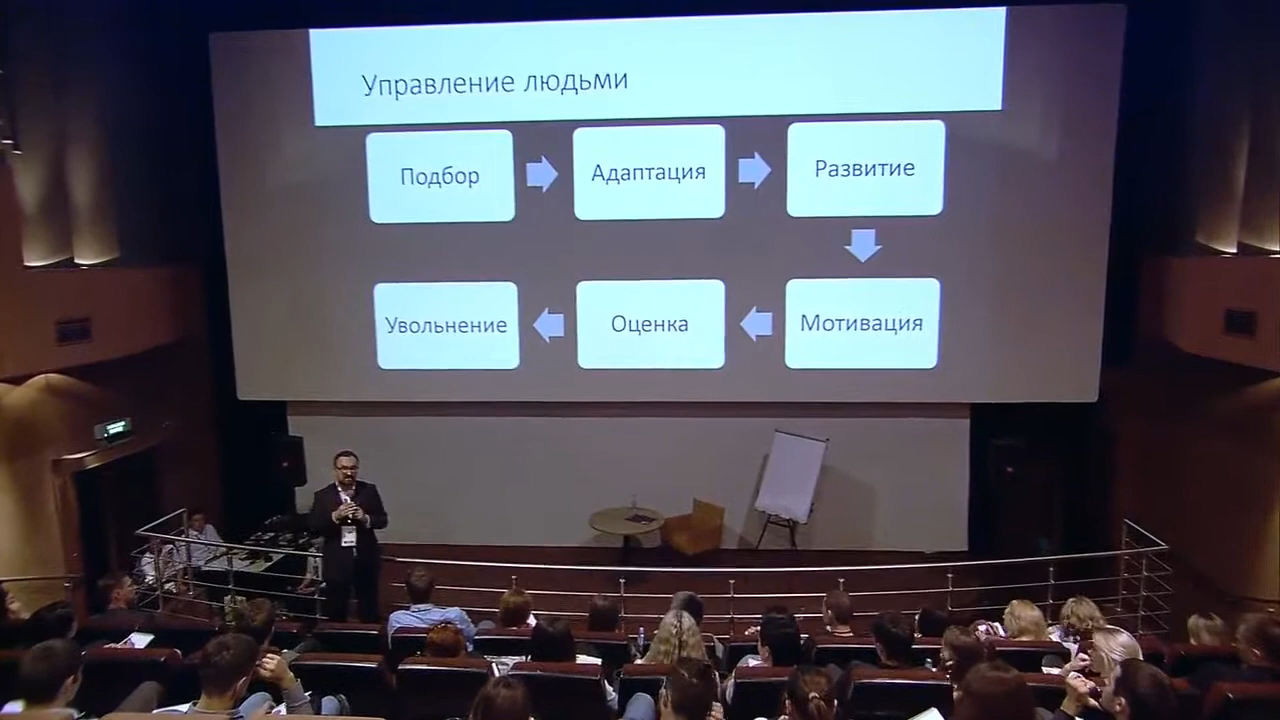 Управление людьми
Подбор
Адаптация
Развитие
Мотивация
Оценка
Увольнение